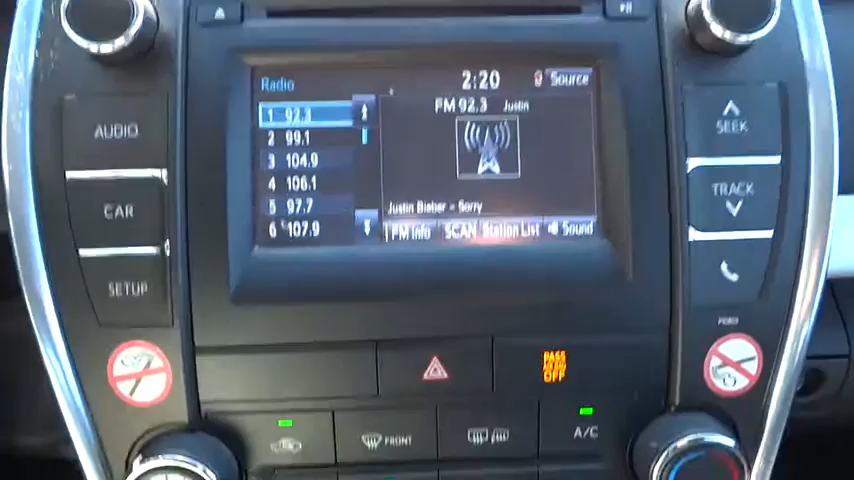 Radio
2:20
Source
1 92.3
2 99.1
3 104.9
4 106.1
5 97.7
6 107.9
FM 92.3 Justin
Justin Bieber - Sorry
FM Info
SCAN
Station List
Sound
AUDIO
CAR
SETUP
SEEK
TRACK
POWER
PASS
AIR BAG
OFF
FRONT
A/C